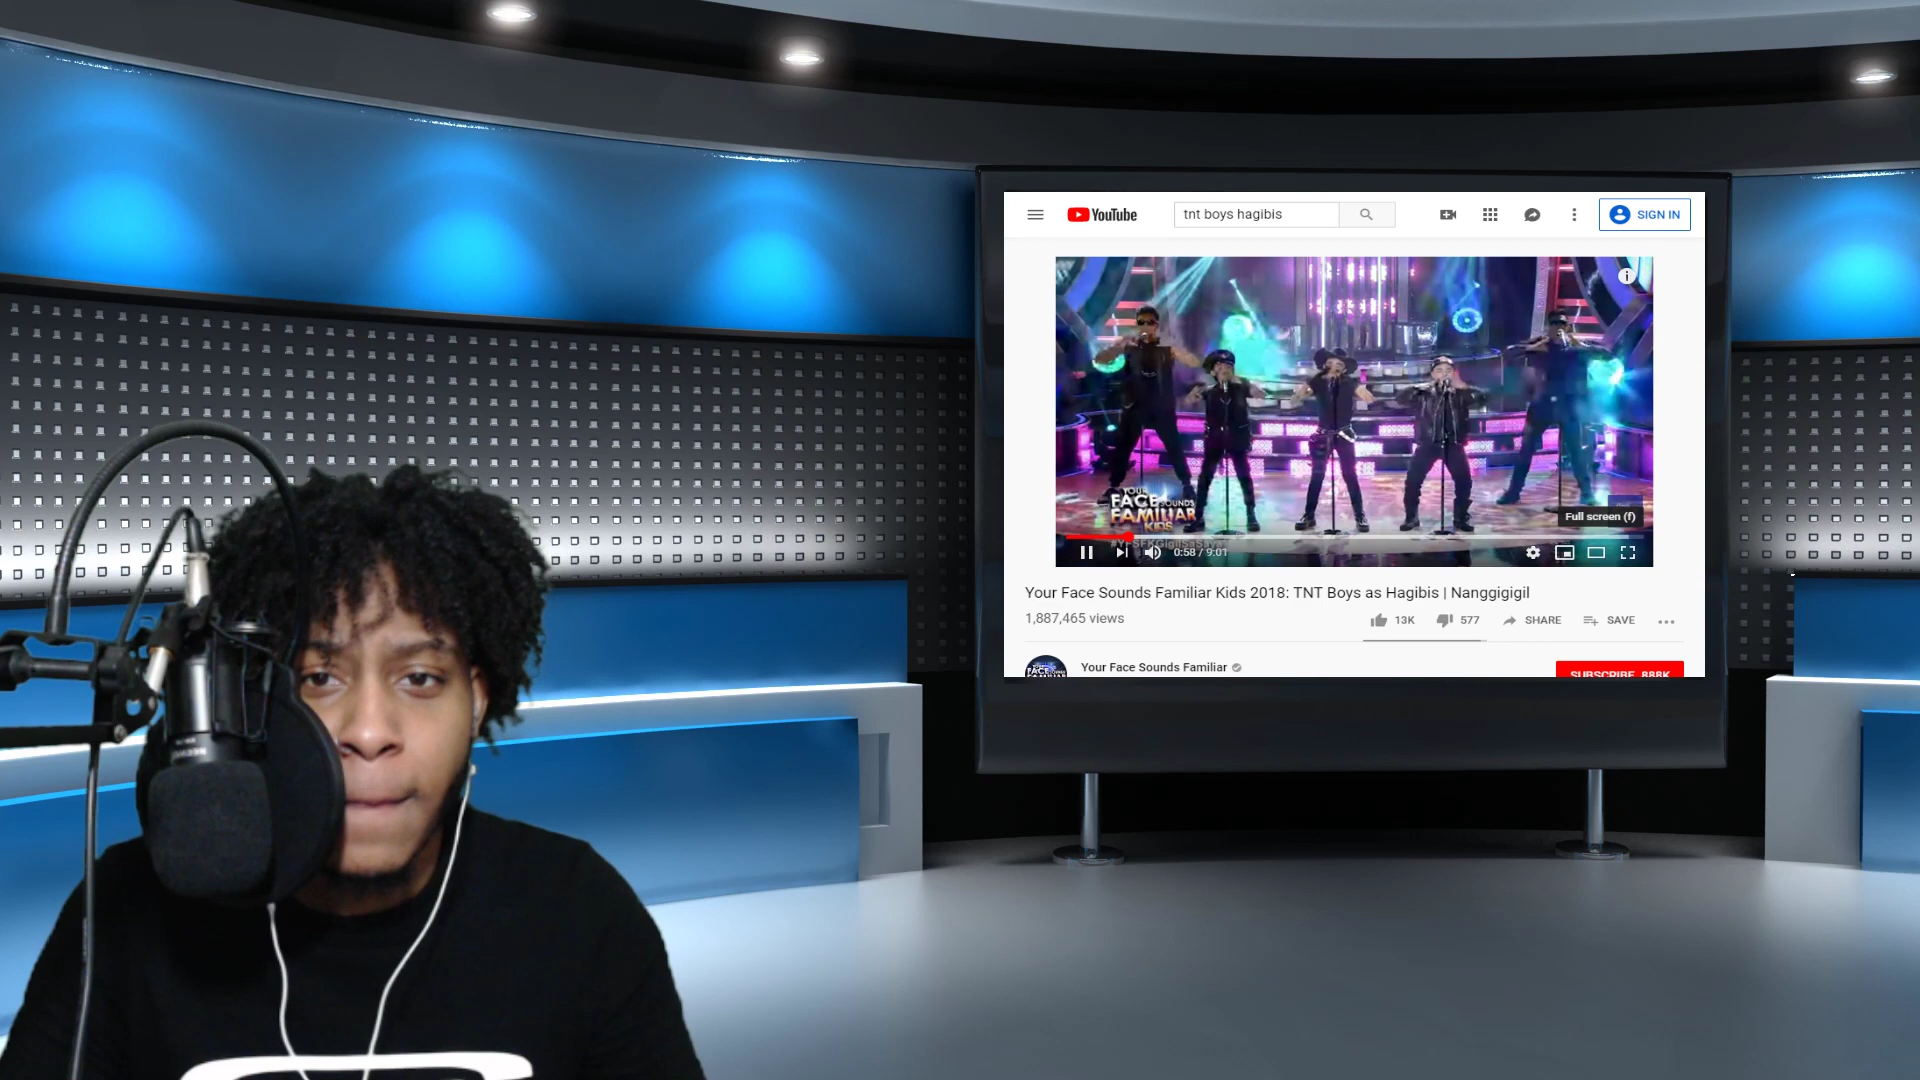 YouTube
tnt boys hagibis
SIGN IN
YOUR
FACE SOUNDS
FAMILIAR
KIDS
Full screen (f)
0:58 / 9:01
Your Face Sounds Familiar Kids 2018: TNT Boys as Hagibis | Nanggigigil
1,887,465 views
13K
577
SHARE
SAVE
Your Face Sounds Familiar
SUBSCRIBE 888K